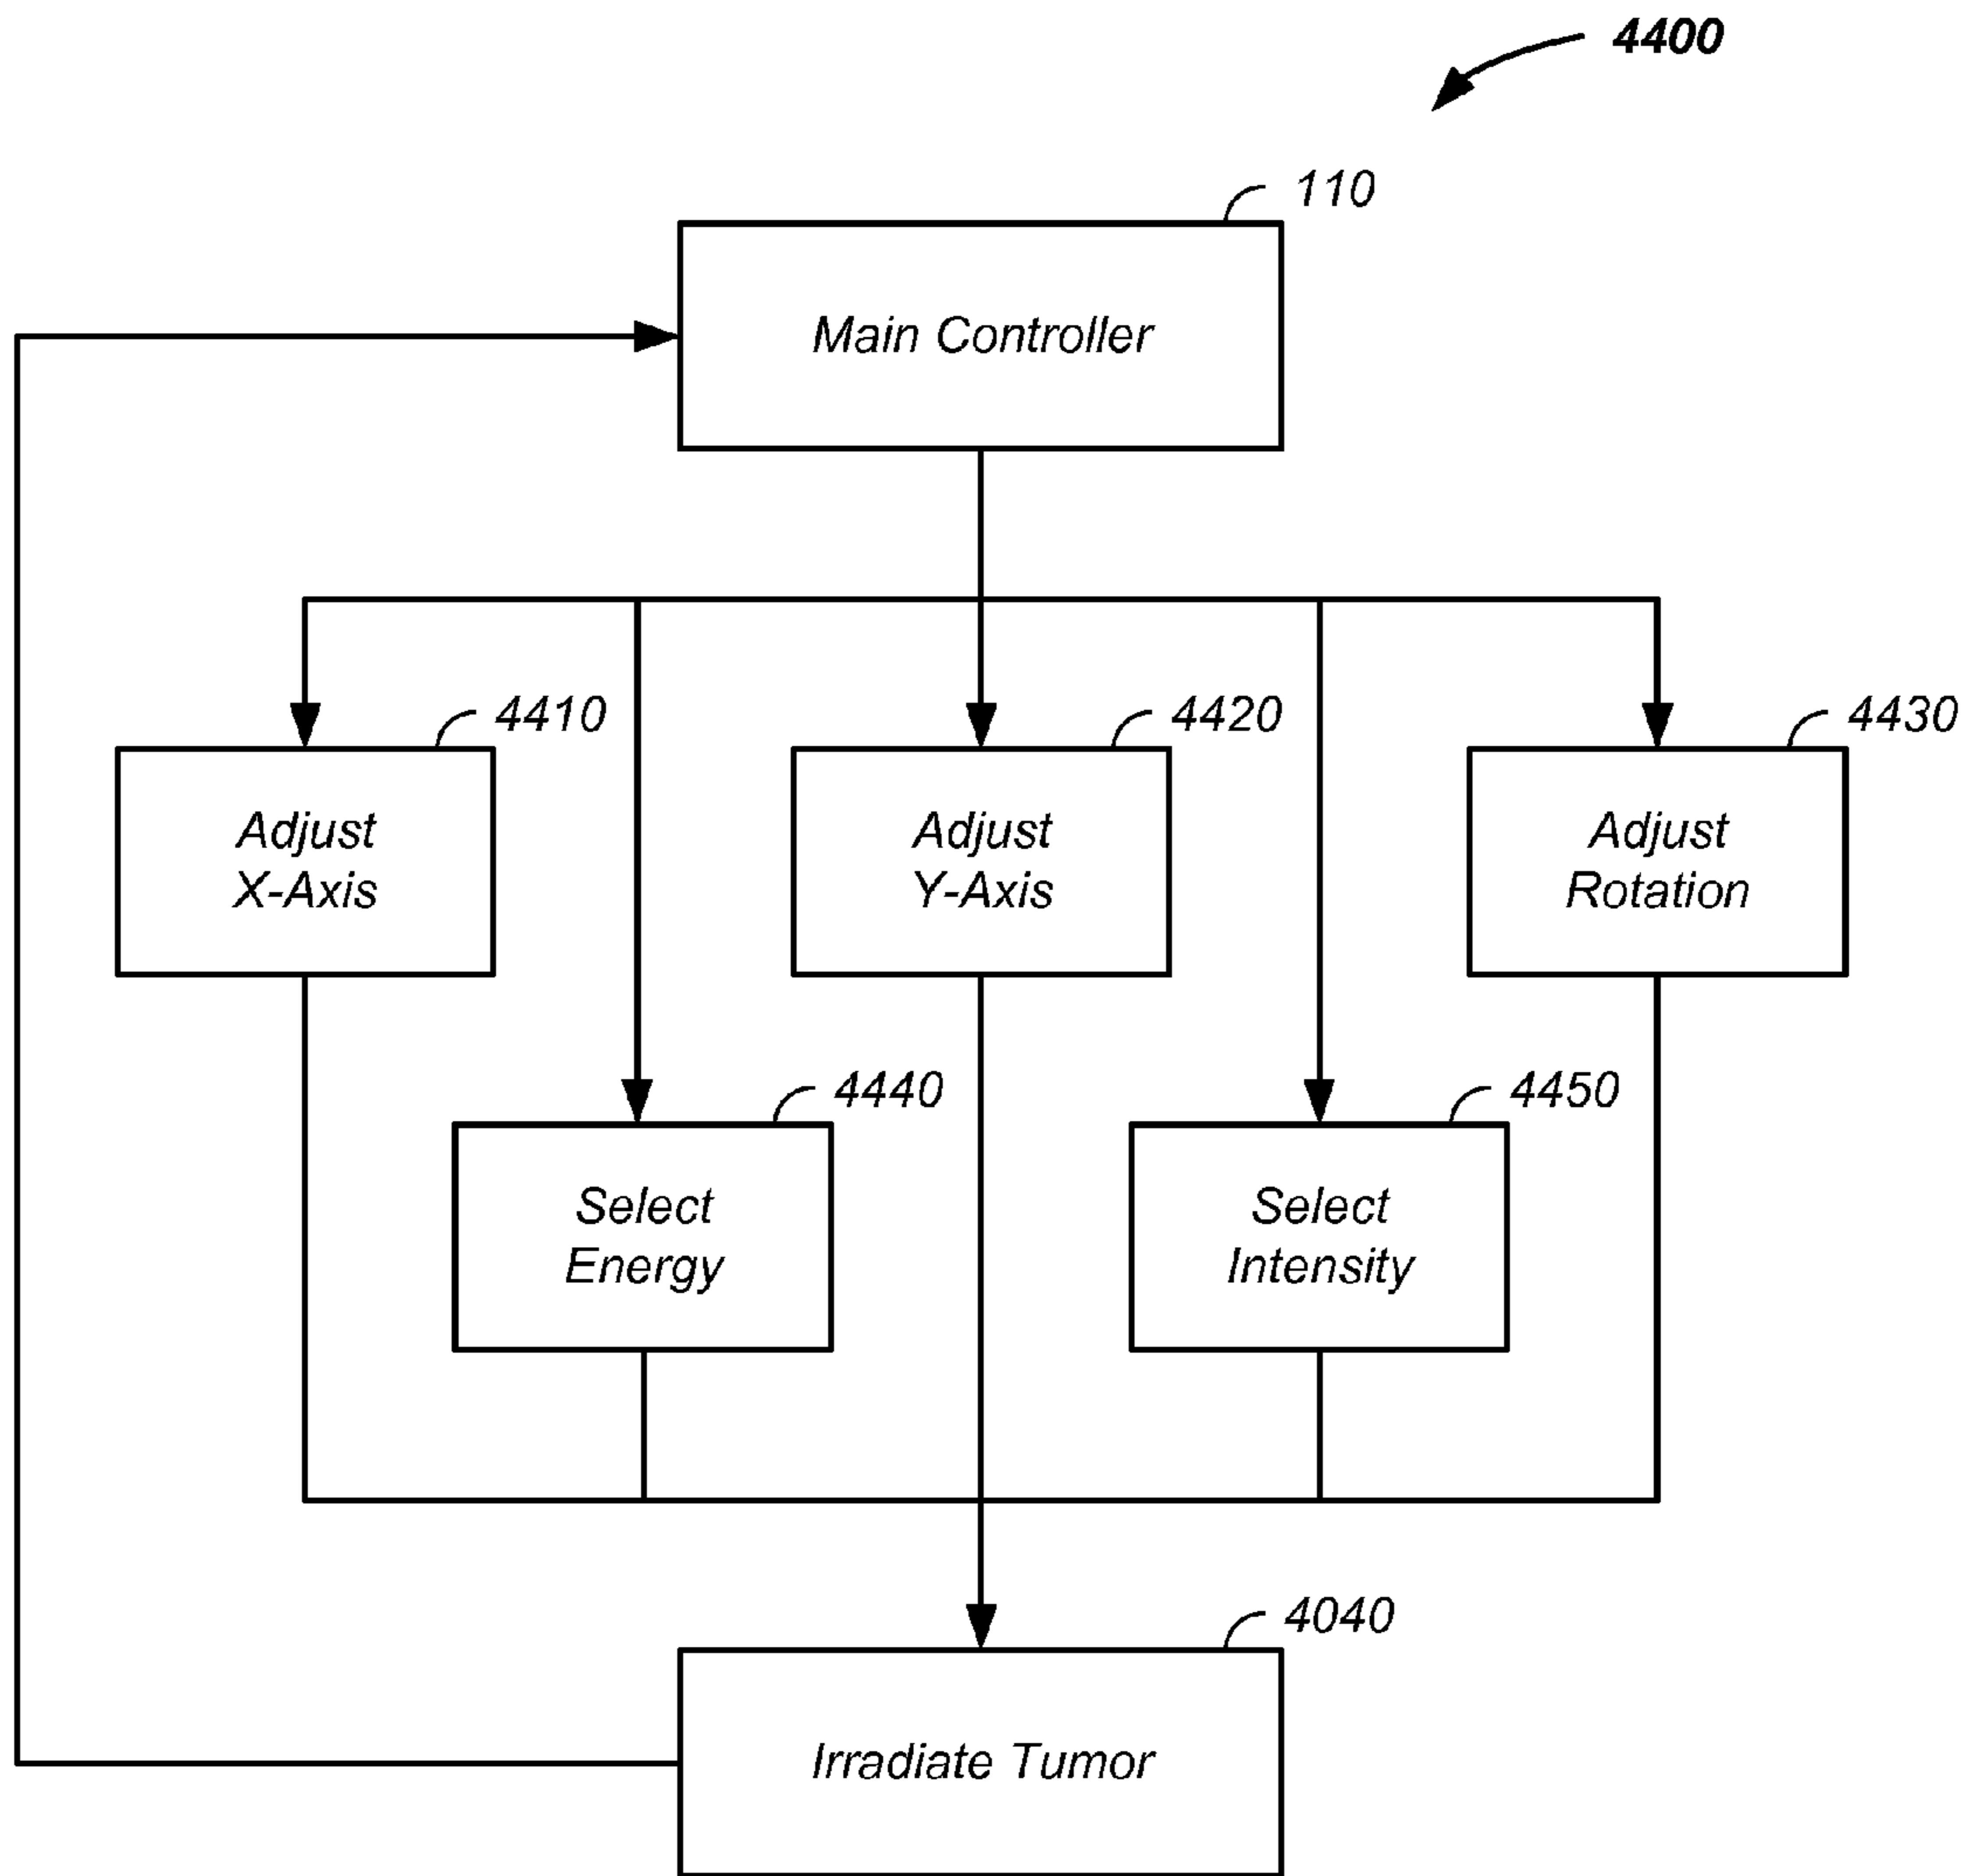 4400
110
Main Controller
4410
4420
4430
Adjust
X-Axis
Adjust
Y-Axis
Adjust
Rotation
4440
4450
Select
Energy
Select
Intensity
4040
Irradiate Tumor